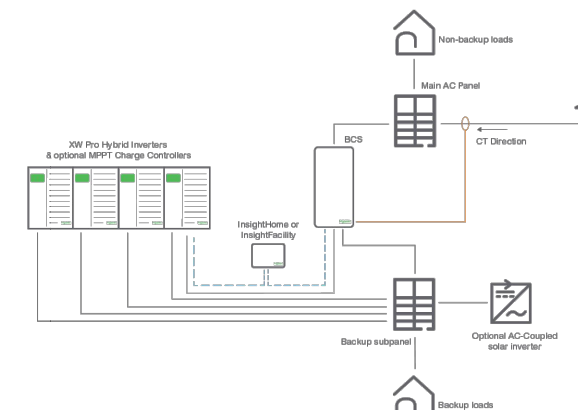 Non-backup loads
Main AC Panel
BCS
CT Direction
XW Pro Hybrid Inverters
& optional MPPT Charge Controllers
InsightHome or
InsightFacility
Backup subpanel
Optional AC-Coupled
solar inverter
Backup loads